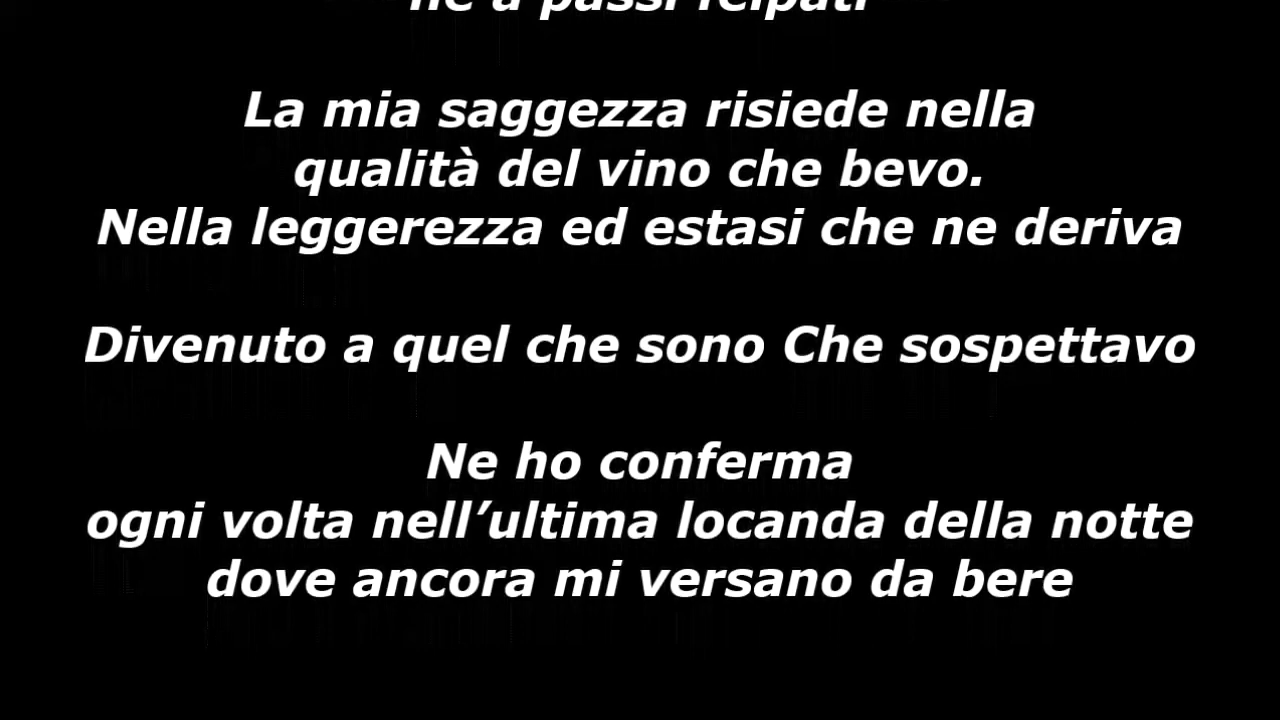 né a passi felpati
La mia saggezza risiede nella
qualità del vino che bevo.
Nella leggerezza ed estasi che ne deriva
Divenuto a quel che sono Che sospettavo
Ne ho conferma
ogni volta nell’ultima locanda della notte
dove ancora mi versano da bere